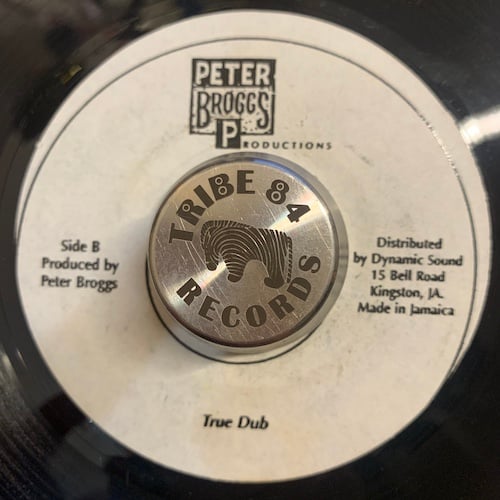 PETER
BROGGS
PRODUCTIONS
TRIBE 84
RECORDS
Side B
Produced by
Peter Broggs
Distributed
by Dynamic Sound
15 Bell Road
Kingston, JA.
Made in Jamaica
True Dub